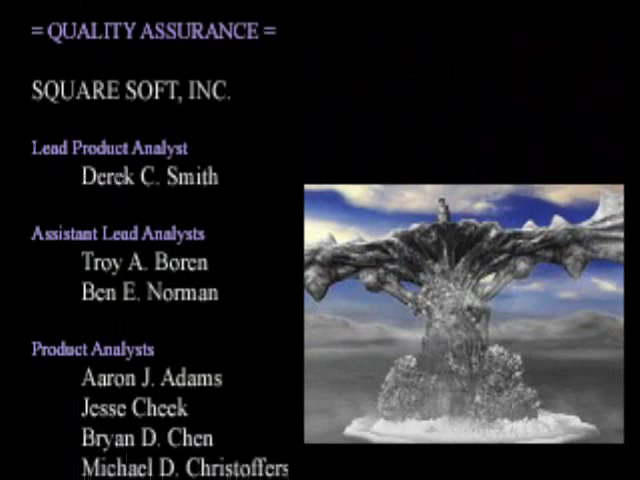 = QUALITY ASSURANCE =
SQUARE SOFT, INC.
Lead Product Analyst
Derek C. Smith
Assistant Lead Analysts
Troy A. Boren
Ben E. Norman
Product Analysts
Aaron J. Adams
Jesse Cheek
Bryan D. Chen
Michael D. Christoffers